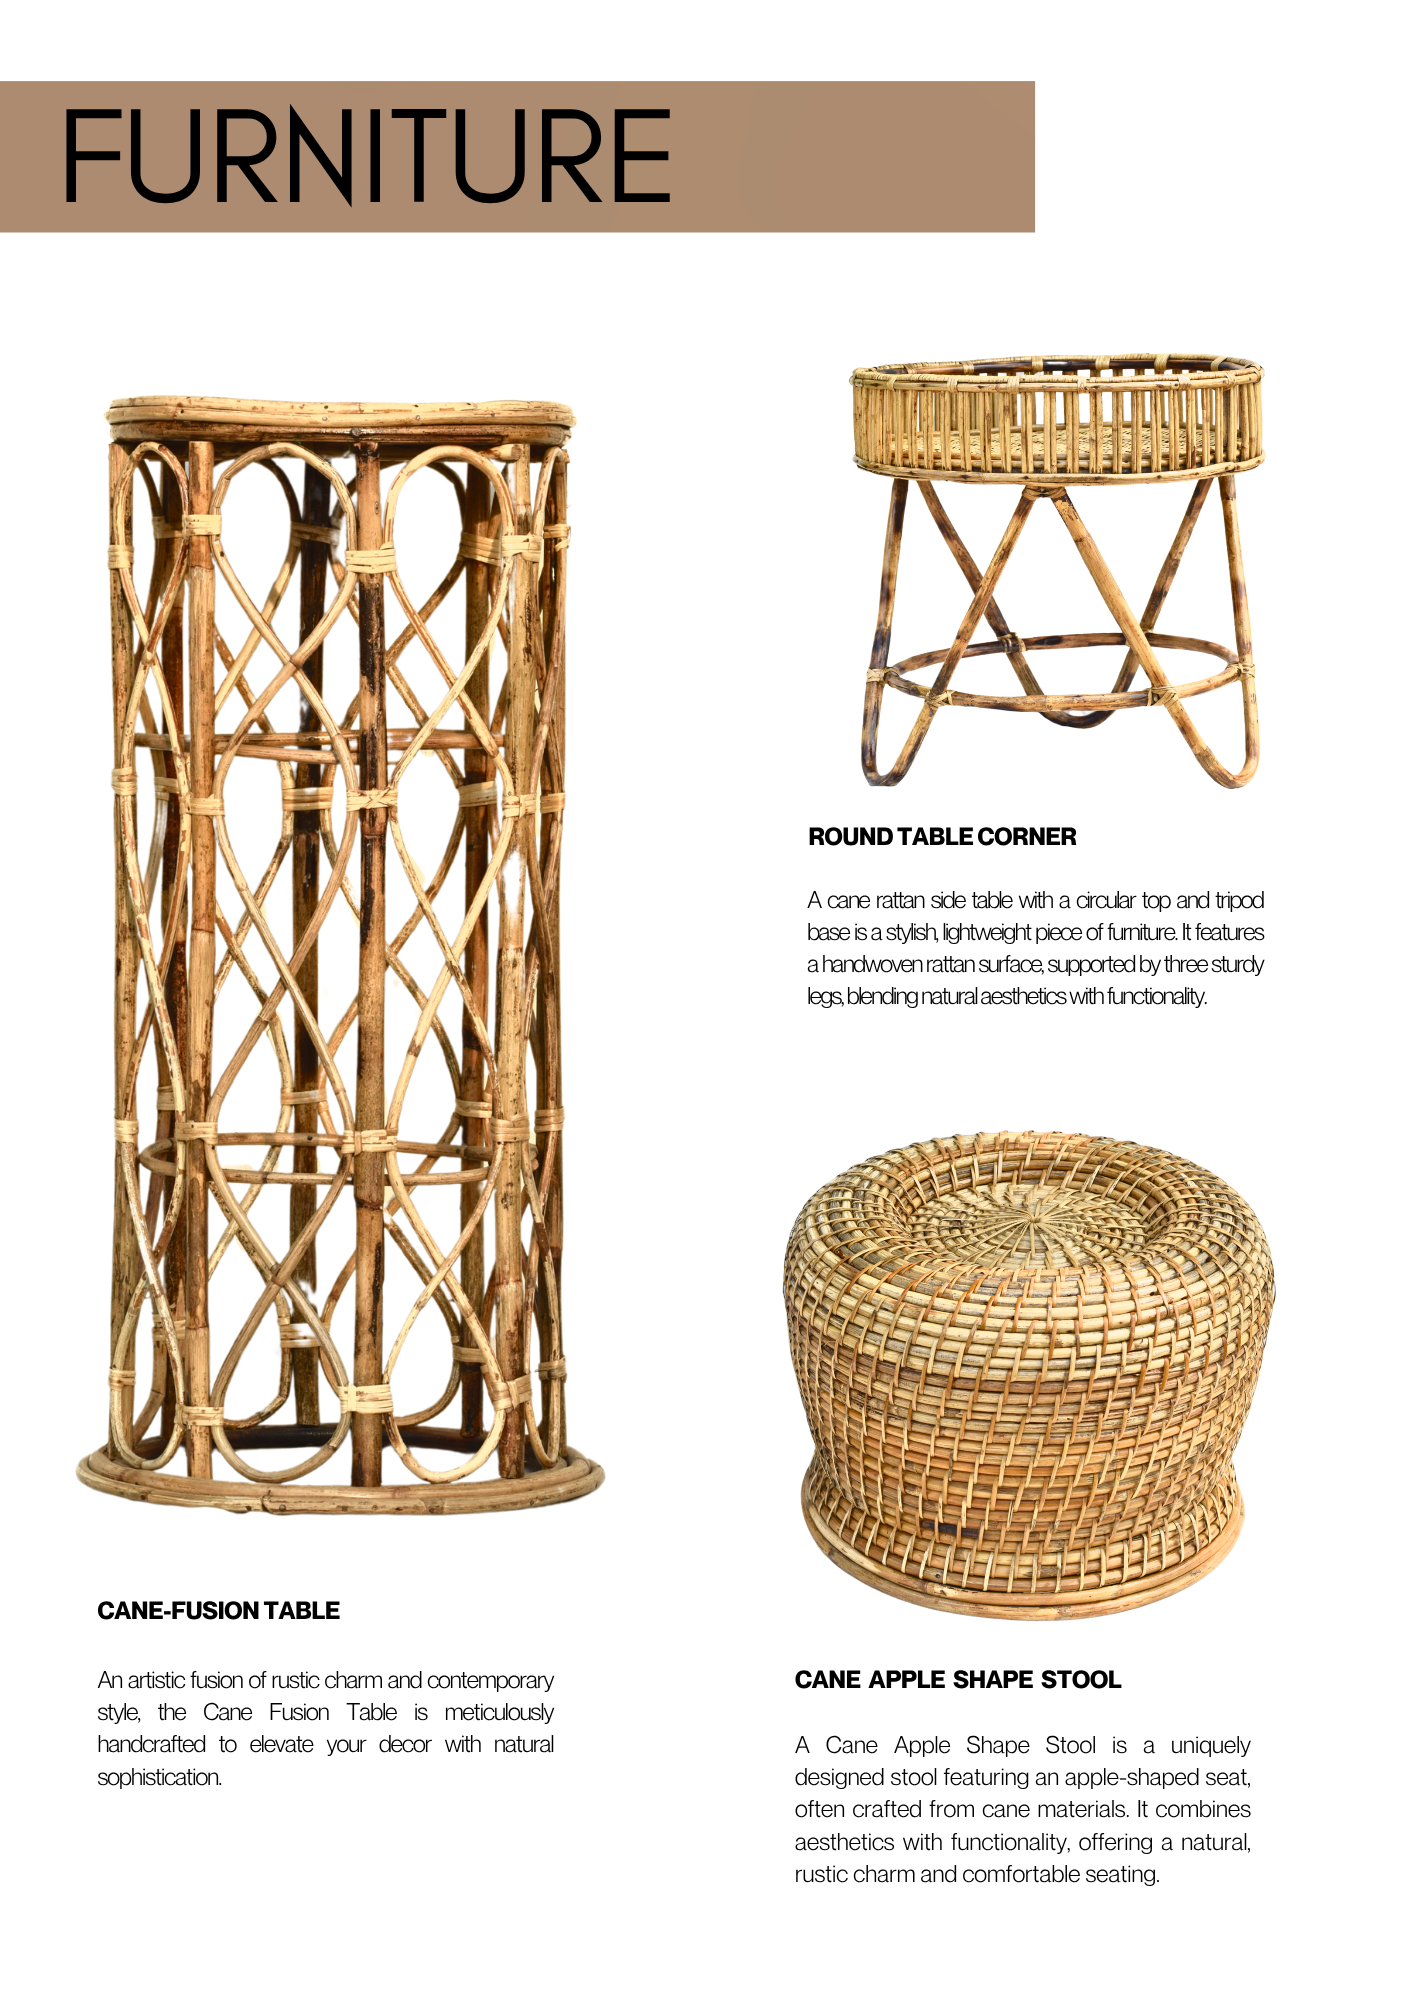 FURNITURE
ROUND TABLE CORNER
A cane rattan side table with a circular top and tripod
base is a stylish, lightweight piece of furniture. It features
a handwoven rattan surface, supported by three sturdy
legs, blending natural aesthetics with functionality.
CANE-FUSION TABLE
An artistic fusion of rustic charm and contemporary
style, the Cane Fusion Table is meticulously
handcrafted to elevate your decor with natural
sophistication.
CANE APPLE SHAPE STOOL
A Cane Apple Shape Stool is a uniquely
designed stool featuring an apple-shaped seat,
often crafted from cane materials. It combines
aesthetics with functionality, offering a natural,
rustic charm and comfortable seating.